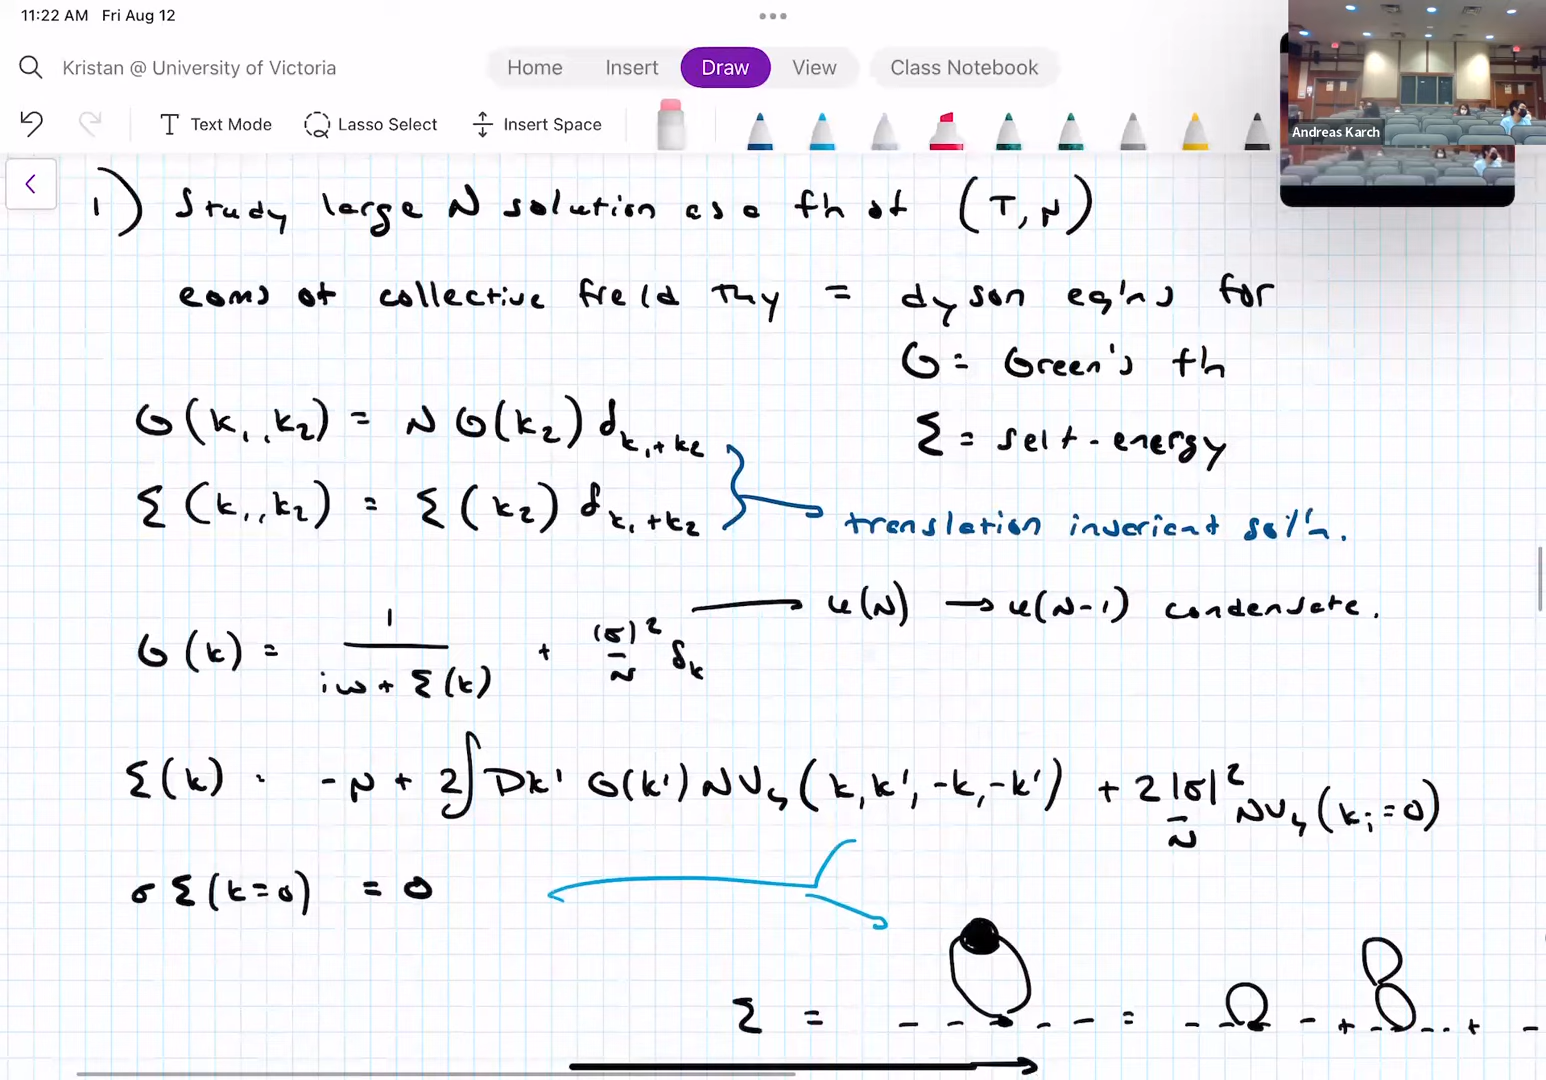 11:22 AM Fri Aug 12
Kristan @ University of Victoria
Home Insert Draw View Class Notebook
Text Mode Lasso Select Insert Space
Andreas Karch
1) Study large N solution as a fn of (T, μ)
eoms of collective field Thy = dyson eq'ns for
G = Green's fn
G(k₁, k₂) = N G(k₂) δ_{k₁+k₂}
Σ = self-energy
Σ(k₁, k₂) = Σ(k₂) δ_{k₁+k₂}
translation invariant sol'n.
G(k) = 1/(iω + Σ(k)) + |σ|²/N δ_k → U(N) → U(N-1) condensate.
Σ(k) = -μ + 2∫Dk' G(k') N V₄(k, k', -k, -k') + 2|σ|²/N N V₄(kᵢ=0)
σ Σ(k=0) = 0
Σ = = + +